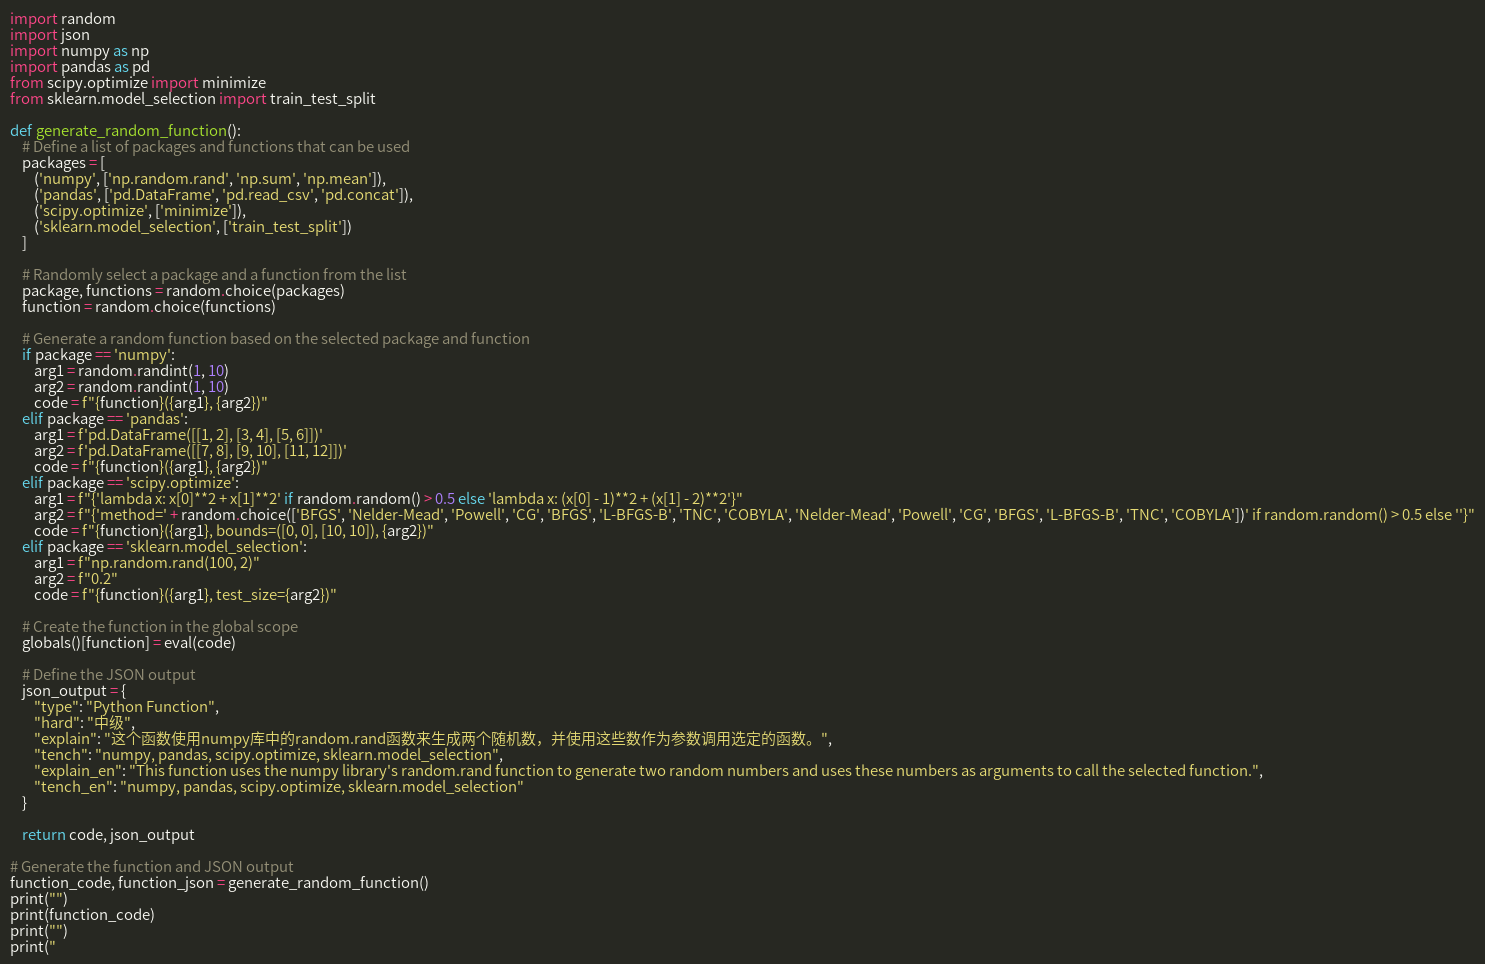 import random
import json
import numpy as np
import pandas as pd
from scipy.optimize import minimize
from sklearn.model_selection import train_test_split

def generate_random_function():
    # Define a list of packages and functions that can be used
    packages = [
        ('numpy', ['np.random.rand', 'np.sum', 'np.mean']),
        ('pandas', ['pd.DataFrame', 'pd.read_csv', 'pd.concat']),
        ('scipy.optimize', ['minimize']),
        ('sklearn.model_selection', ['train_test_split'])
    ]

    # Randomly select a package and a function from the list
    package, functions = random.choice(packages)
    function = random.choice(functions)

    # Generate a random function based on the selected package and function
    if package == 'numpy':
        arg1 = random.randint(1, 10)
        arg2 = random.randint(1, 10)
        code = f"{function}({arg1}, {arg2})"
    elif package == 'pandas':
        arg1 = f'pd.DataFrame([[1, 2], [3, 4], [5, 6]])'
        arg2 = f'pd.DataFrame([[7, 8], [9, 10], [11, 12]])'
        code = f"{function}({arg1}, {arg2})"
    elif package == 'scipy.optimize':
        arg1 = f"{'lambda x: x[0]**2 + x[1]**2' if random.random() > 0.5 else 'lambda x: (x[0] - 1)**2 + (x[1] - 2)**2'}"
        arg2 = f"{'method=' + random.choice(['BFGS', 'Nelder-Mead', 'Powell', 'CG', 'BFGS', 'L-BFGS-B', 'TNC', 'COBYLA', 'Nelder-Mead', 'Powell', 'CG', 'BFGS', 'L-BFGS-B', 'TNC', 'COBYLA'])' if random.random() > 0.5 else ''}"
        code = f"{function}({arg1}, bounds=([0, 0], [10, 10]), {arg2})"
    elif package == 'sklearn.model_selection':
        arg1 = f"np.random.rand(100, 2)"
        arg2 = f"0.2"
        code = f"{function}({arg1}, test_size={arg2})"

    # Create the function in the global scope
    globals()[function] = eval(code)

    # Define the JSON output
    json_output = {
        "type": "Python Function",
        "hard": "中级",
        "explain": "这个函数使用numpy库中的random.rand函数来生成两个随机数，并使用这些数作为参数调用选定的函数。",
        "tench": "numpy, pandas, scipy.optimize, sklearn.model_selection",
        "explain_en": "This function uses the numpy library's random.rand function to generate two random numbers and uses these numbers as arguments to call the selected function.",
        "tench_en": "numpy, pandas, scipy.optimize, sklearn.model_selection"
    }

    return code, json_output

# Generate the function and JSON output
function_code, function_json = generate_random_function()
print("")
print(function_code)
print("")
print("